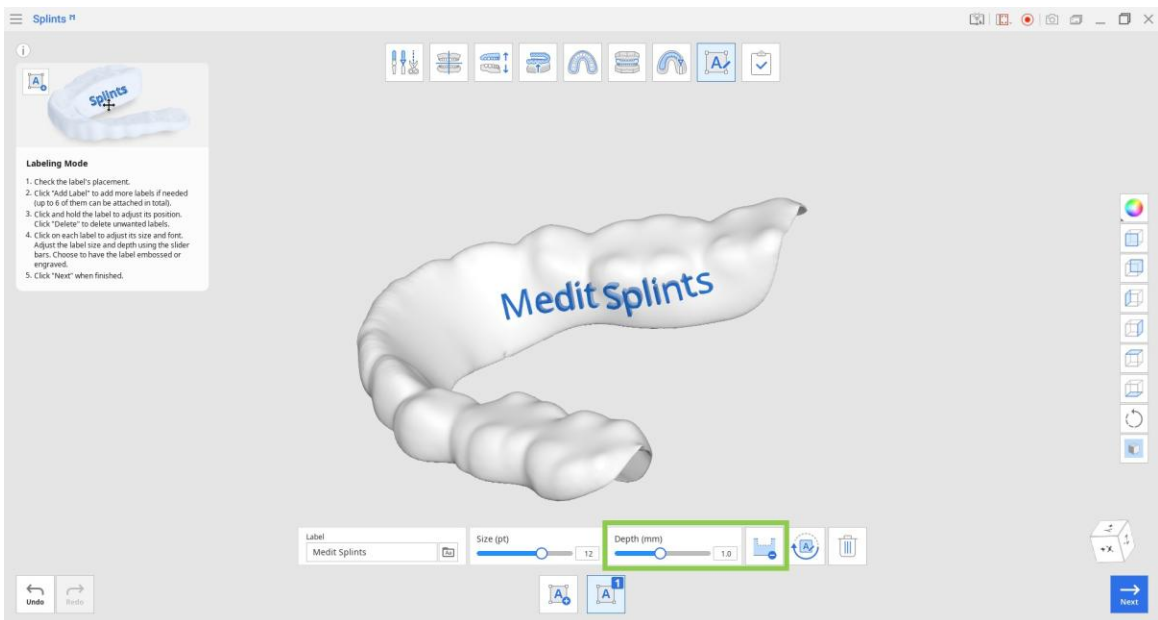 Splints
Splints
Labeling Mode
1. Check the label's placement.
2. Click "Add Label" to add more labels if needed
(up to 6 of them can be attached in total).
3. Click and hold the label to adjust its position.
Click "Delete" to delete unwanted labels.
4. Click on each label to adjust its size and font.
Adjust the label size and depth using the slider
bars. Choose to have the label embossed or
engraved.
5. Click "Next" when finished.
Medit Splints
Label
Medit Splints
Size (pt)
12
Depth (mm)
1.0
Undo
Redo
1
+X
Next